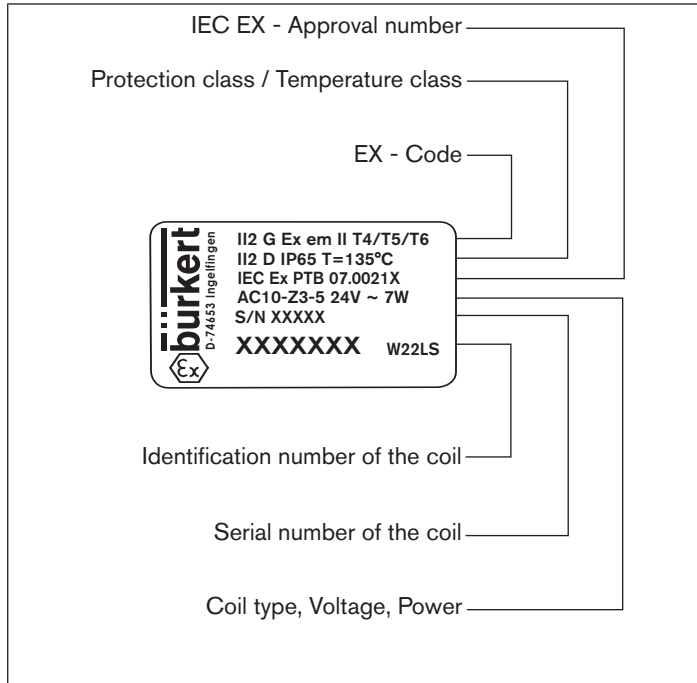 IEC EX - Approval number
Protection class / Temperature class
EX - Code
burkert
D-74653 Ingelfingen
Ex
II2 G Ex em II T4/T5/T6
II2 D IP65 T=135°C
IEC Ex PTB 07.0021X
AC10-Z3-5 24V ~ 7W
S/N XXXXX
XXXXXXX W22LS
Identification number of the coil
Serial number of the coil
Coil type, Voltage, Power